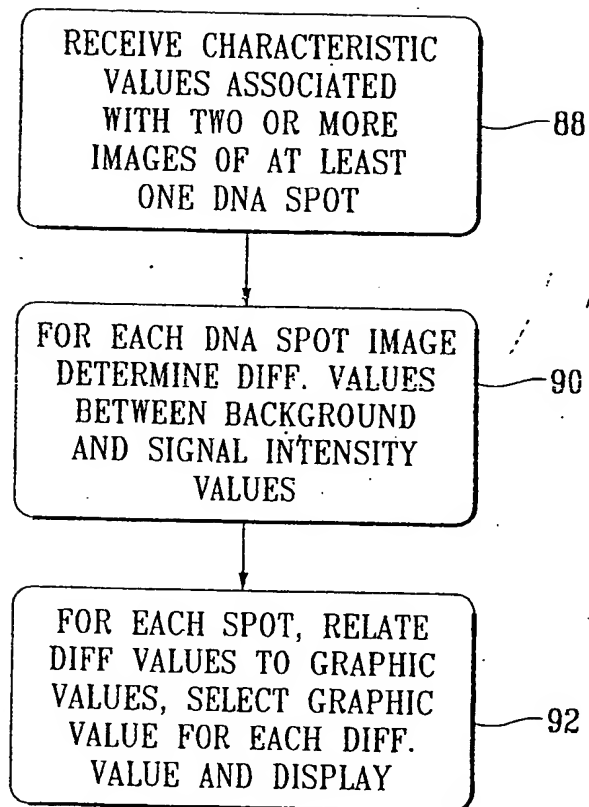 RECEIVE CHARACTERISTIC
VALUES ASSOCIATED
WITH TWO OR MORE
IMAGES OF AT LEAST
ONE DNA SPOT
88
FOR EACH DNA SPOT IMAGE
DETERMINE DIFF. VALUES
BETWEEN BACKGROUND
AND SIGNAL INTENSITY
VALUES
90
FOR EACH SPOT, RELATE
DIFF VALUES TO GRAPHIC
VALUES, SELECT GRAPHIC
VALUE FOR EACH DIFF.
VALUE AND DISPLAY
92